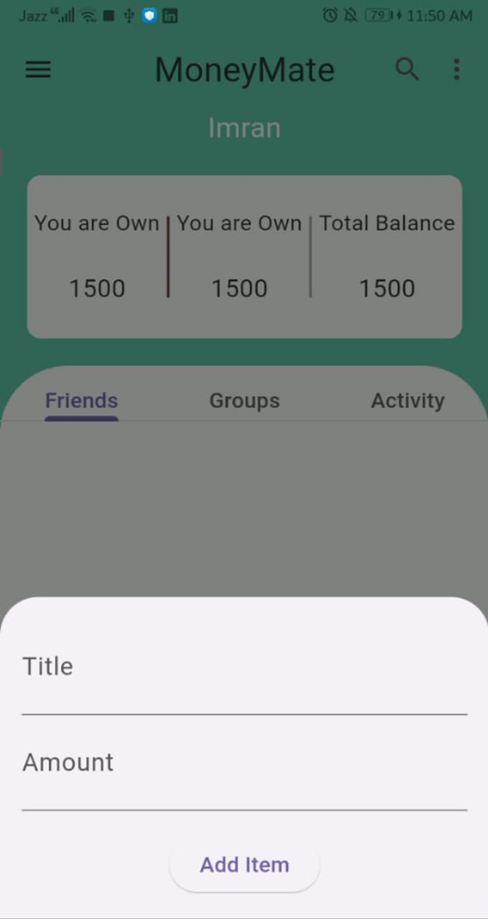 Jazz 4G 79 11:50 AM
MoneyMate
Imran
You are Own You are Own Total Balance
1500 1500 1500
Friends Groups Activity
Title
Amount
Add Item